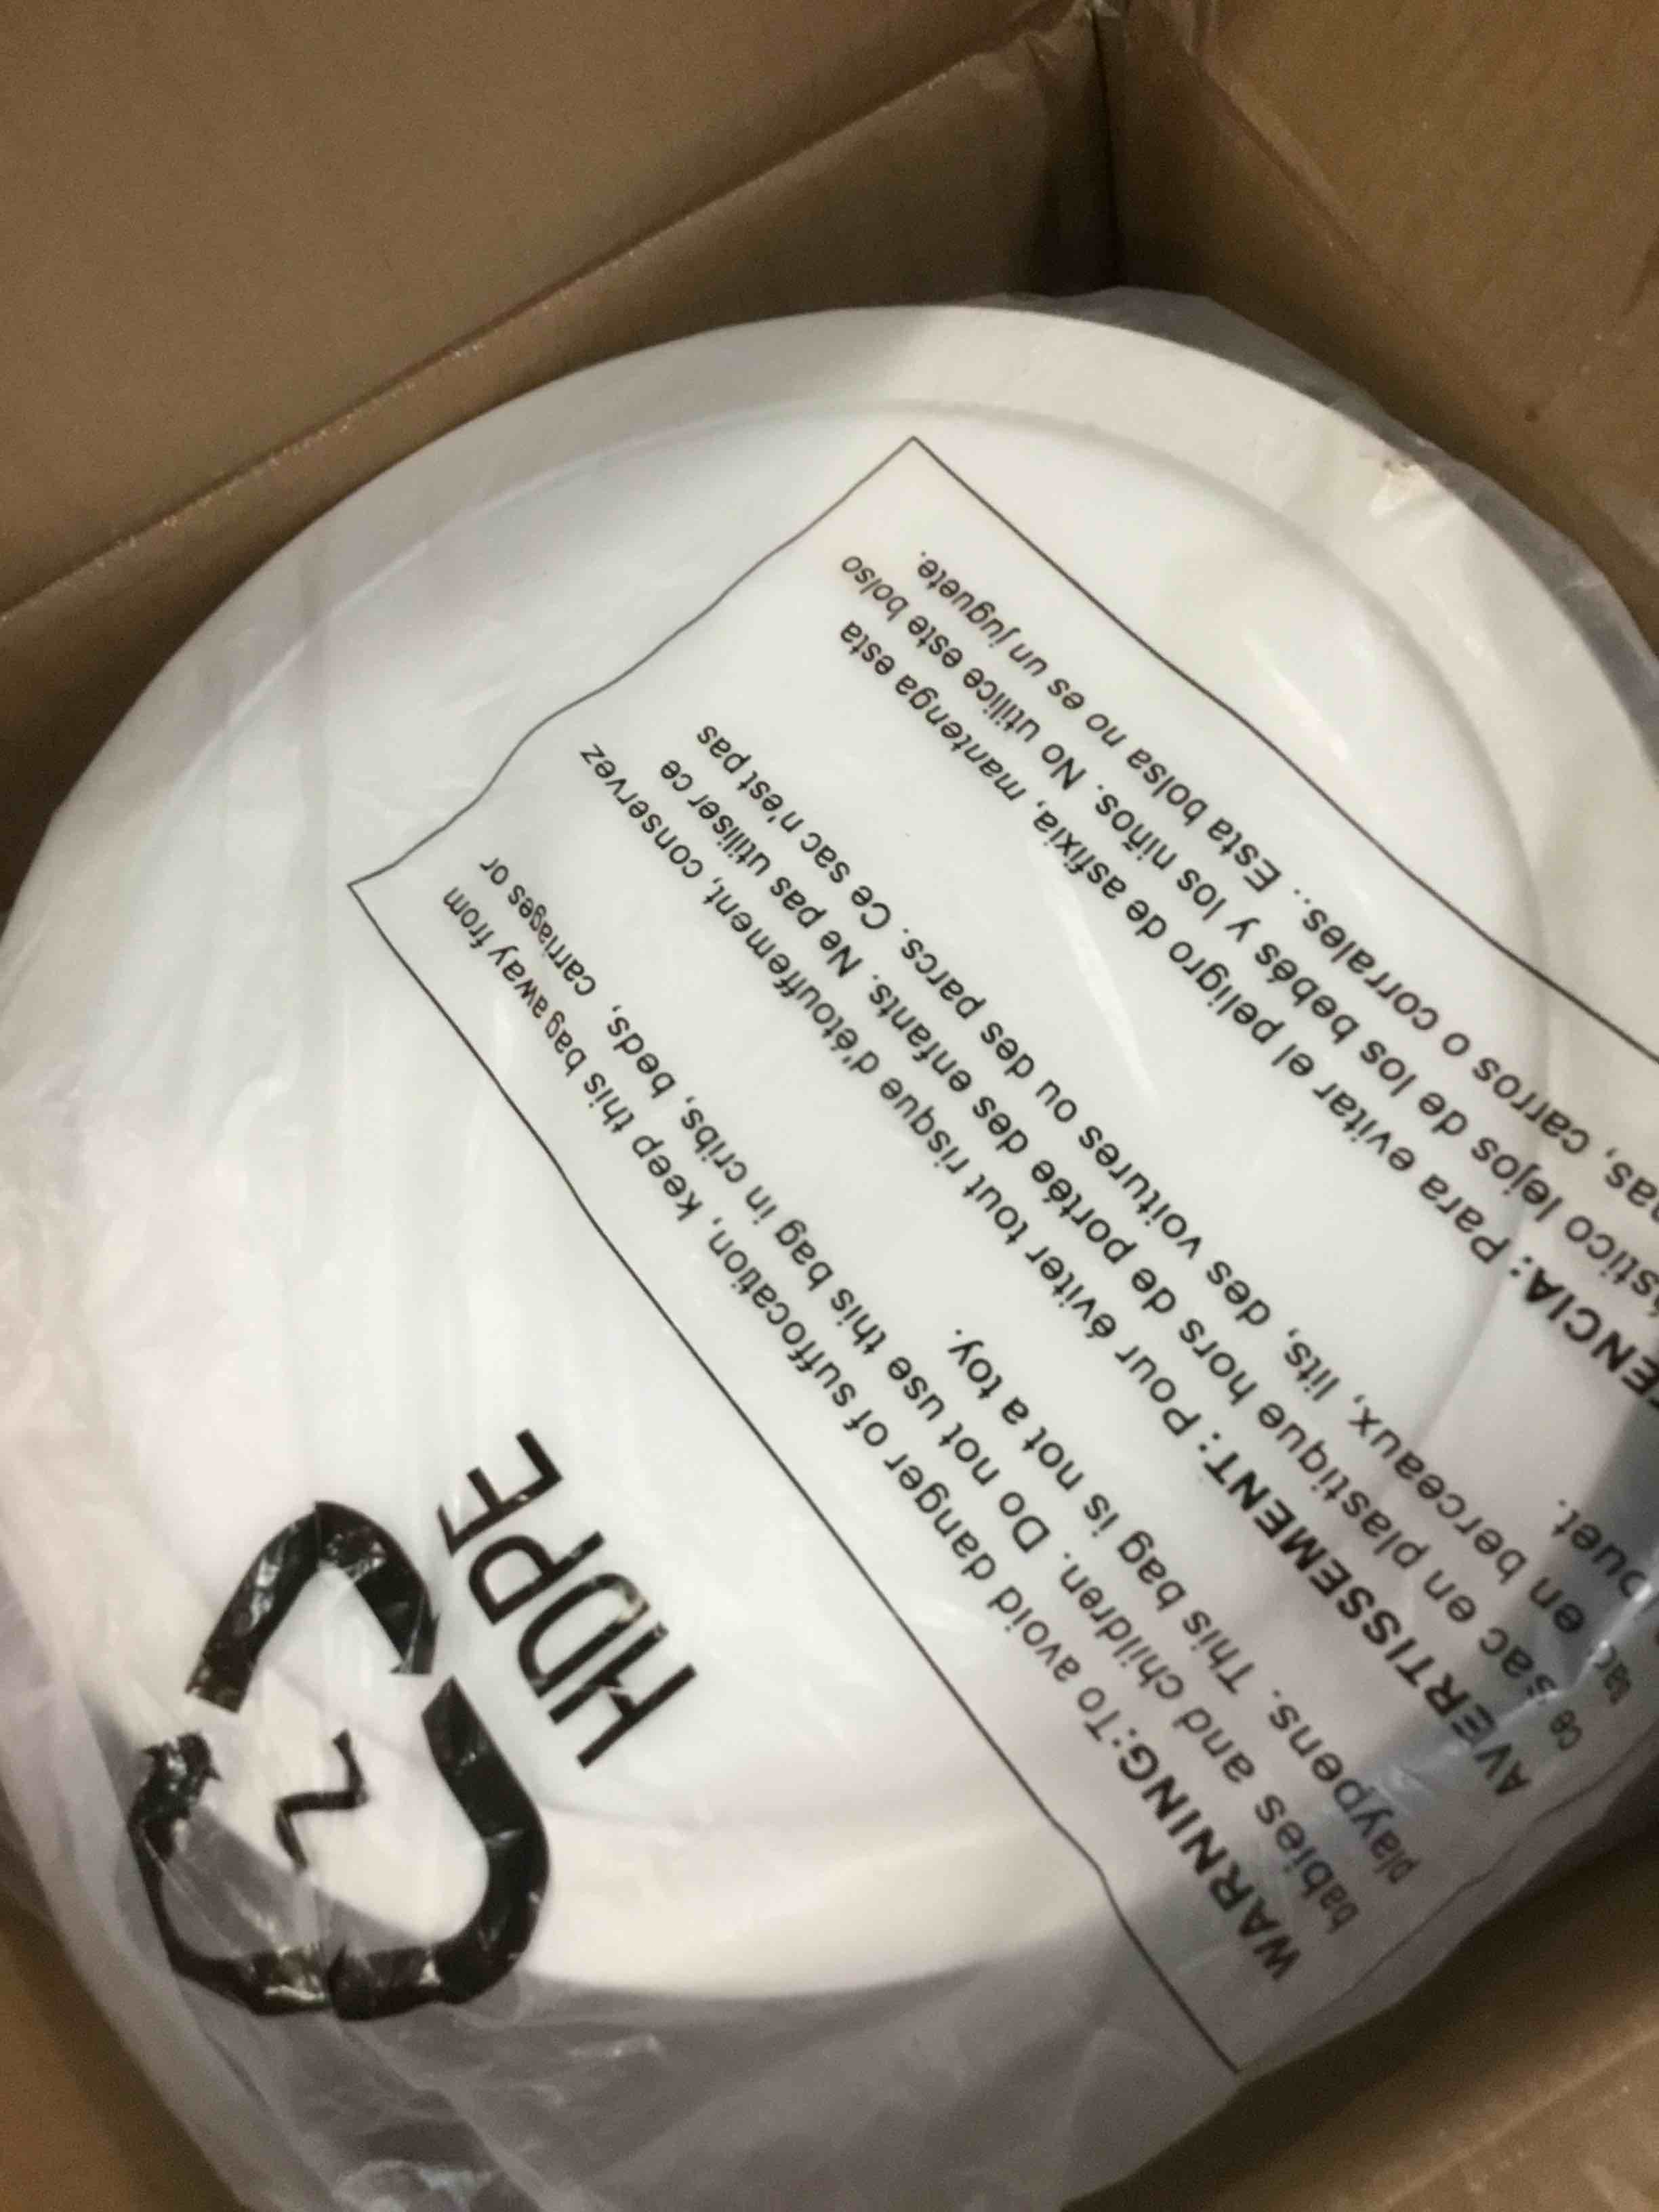 2
HDPE
WARNING:To avoid danger of suffocation, keep this bag away from
babies and children. Do not use this bag in cribs, beds, carriages or
playpens. This bag is not a toy.
AVERTISSEMENT: Pour éviter tout risque d'étouffement, conservez
ce sac en plastique hors de portée des enfants. Ne pas utiliser ce
sac en berceaux, lits, des voitures ou des parcs. Ce sac n'est pas
ouet.
ENCIA: Para evitar el peligro de asfixia, mantenga esta
stico lejos de los bebés y los niños. No utilice este bolso
as, carros o corrales.. Esta bolsa no es un juguete.